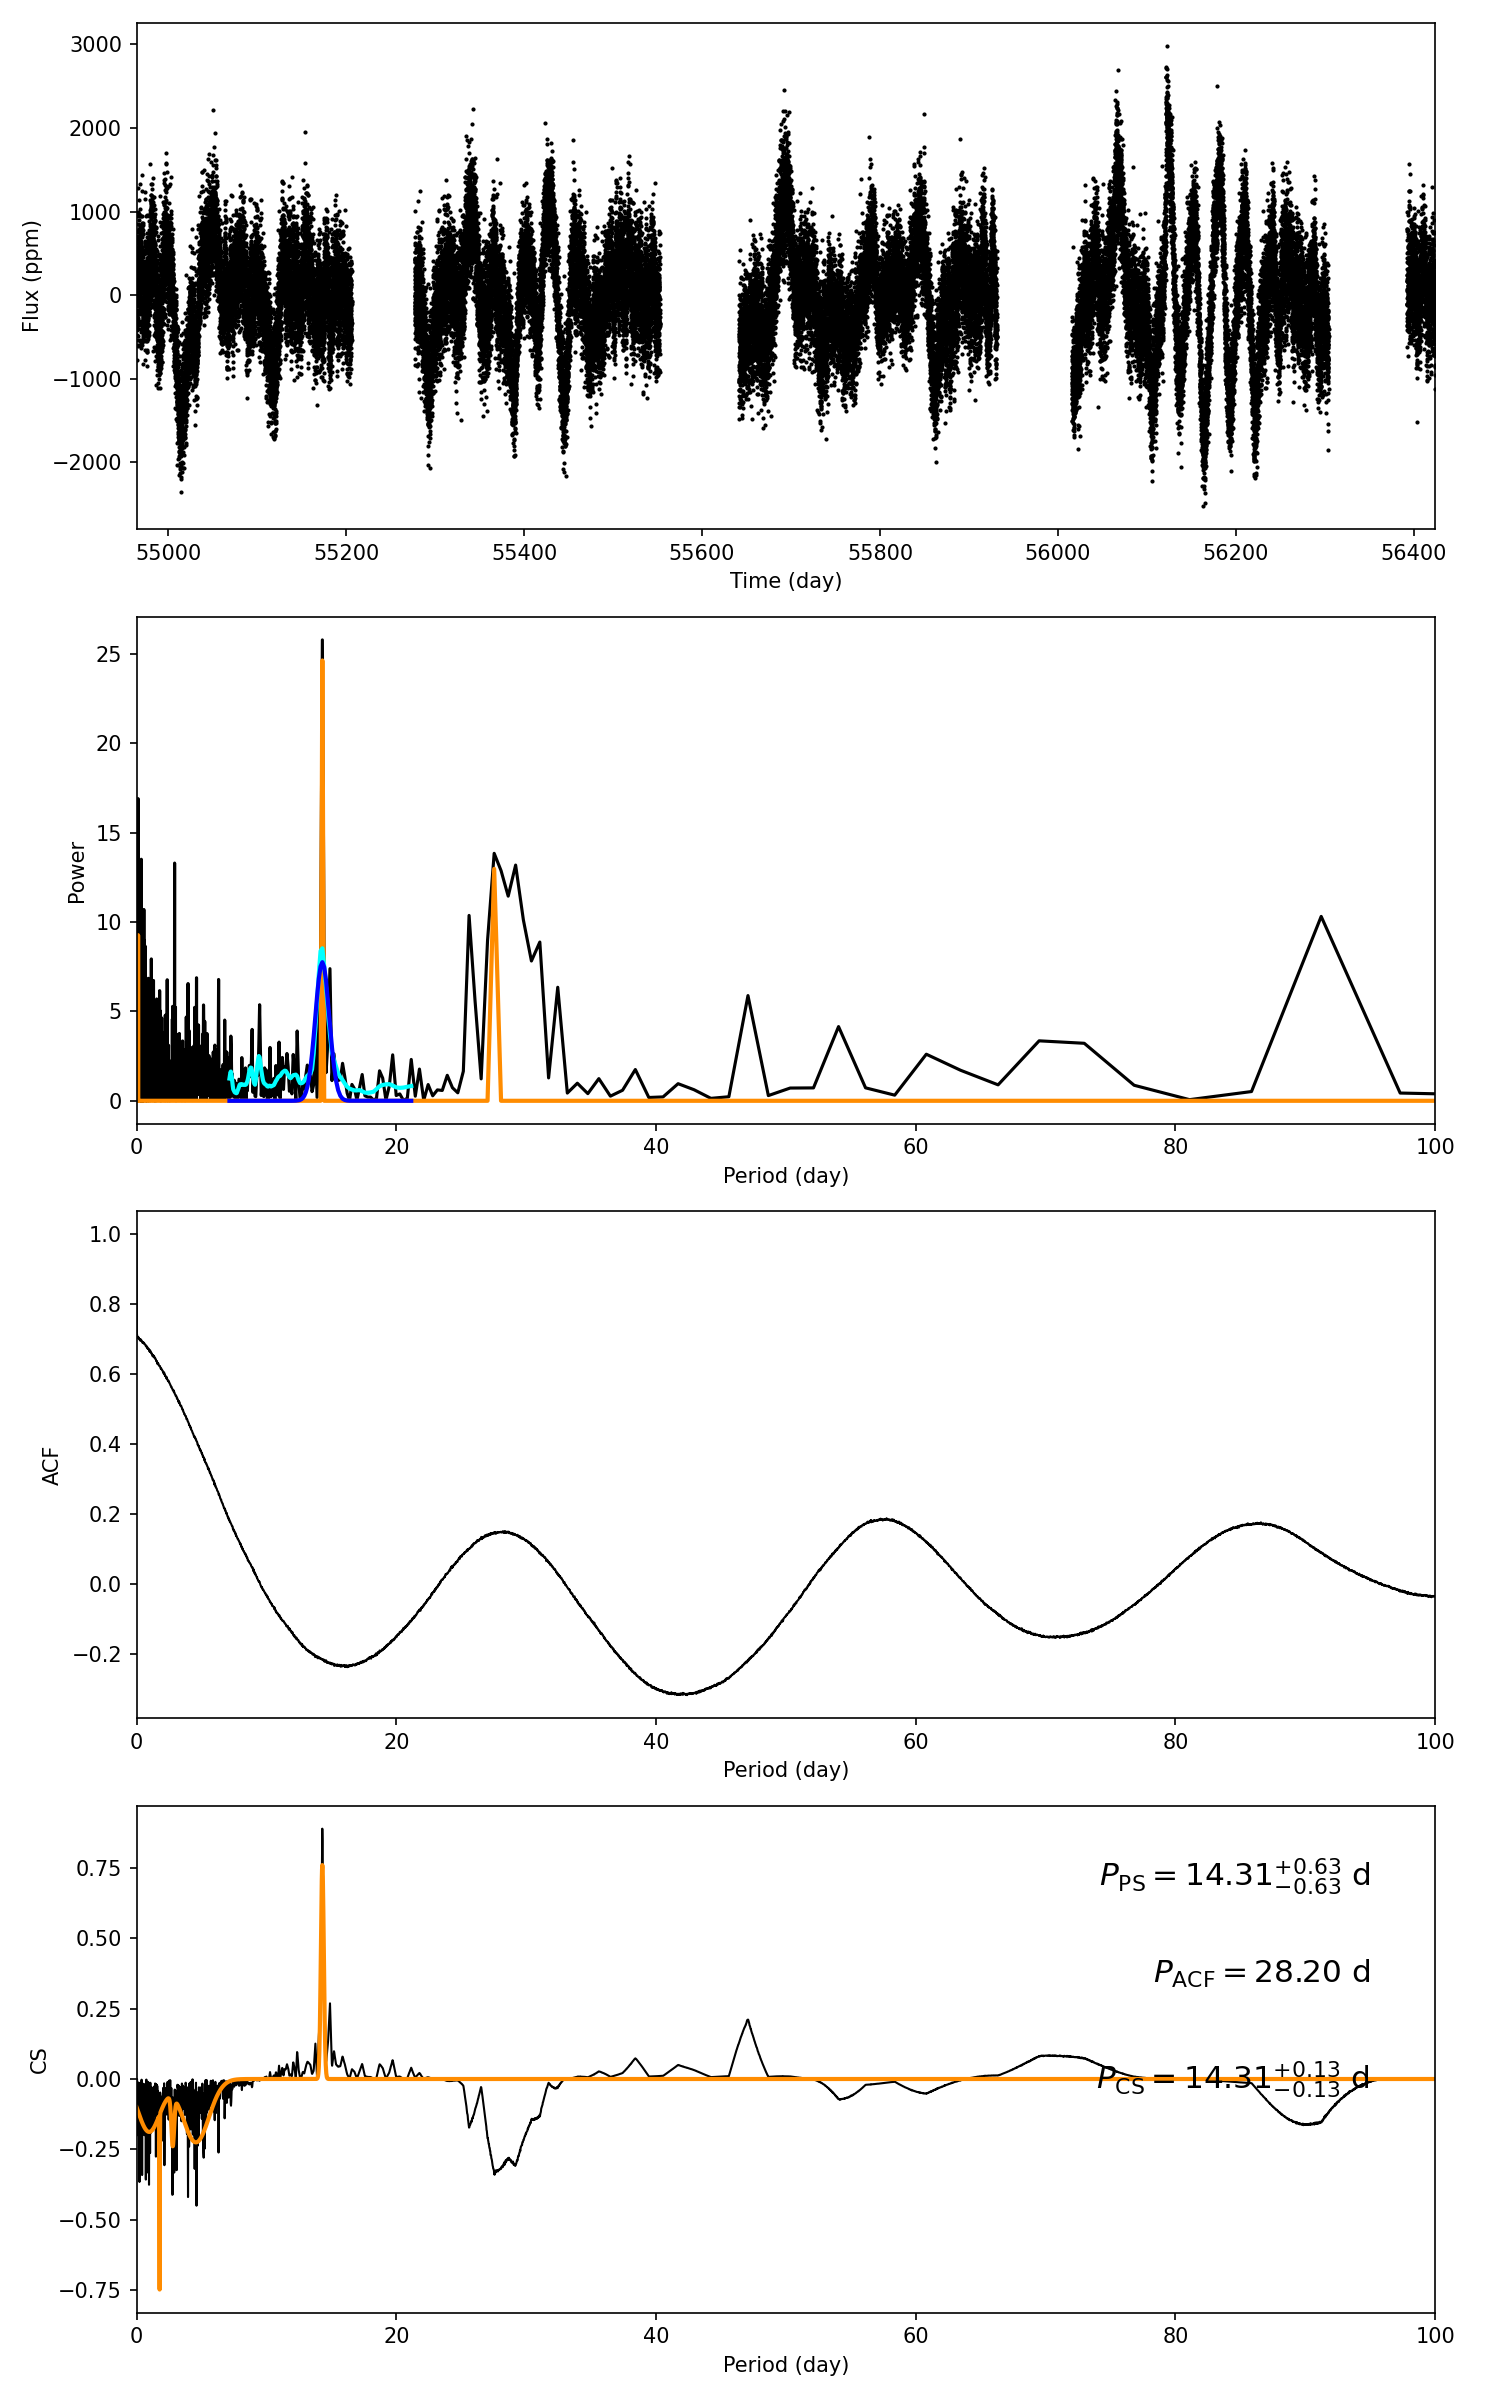 3000
2000
1000
0
−1000
−2000
Flux (ppm)
55000 55200 55400 55600 55800 56000 56200 56400
Time (day)
25
20
15
10
5
0
Power
0 20 40 60 80 100
Period (day)
1.0
0.8
0.6
0.4
0.2
0.0
−0.2
ACF
0 20 40 60 80 100
Period (day)
0.75
0.50
0.25
0.00
−0.25
−0.50
−0.75
CS
P_PS = 14.31^{+0.63}_{−0.63} d
P_ACF = 28.20 d
P_CS = 14.31^{+0.13}_{−0.13} d
0 20 40 60 80 100
Period (day)